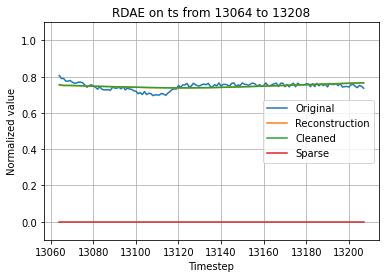 RDAE on ts from 13064 to 13208
Normalized value
1.0
0.8
0.6
0.4
0.2
0.0
Original
Reconstruction
Cleaned
Sparse
13060 13080 13100 13120 13140 13160 13180 13200
Timestep